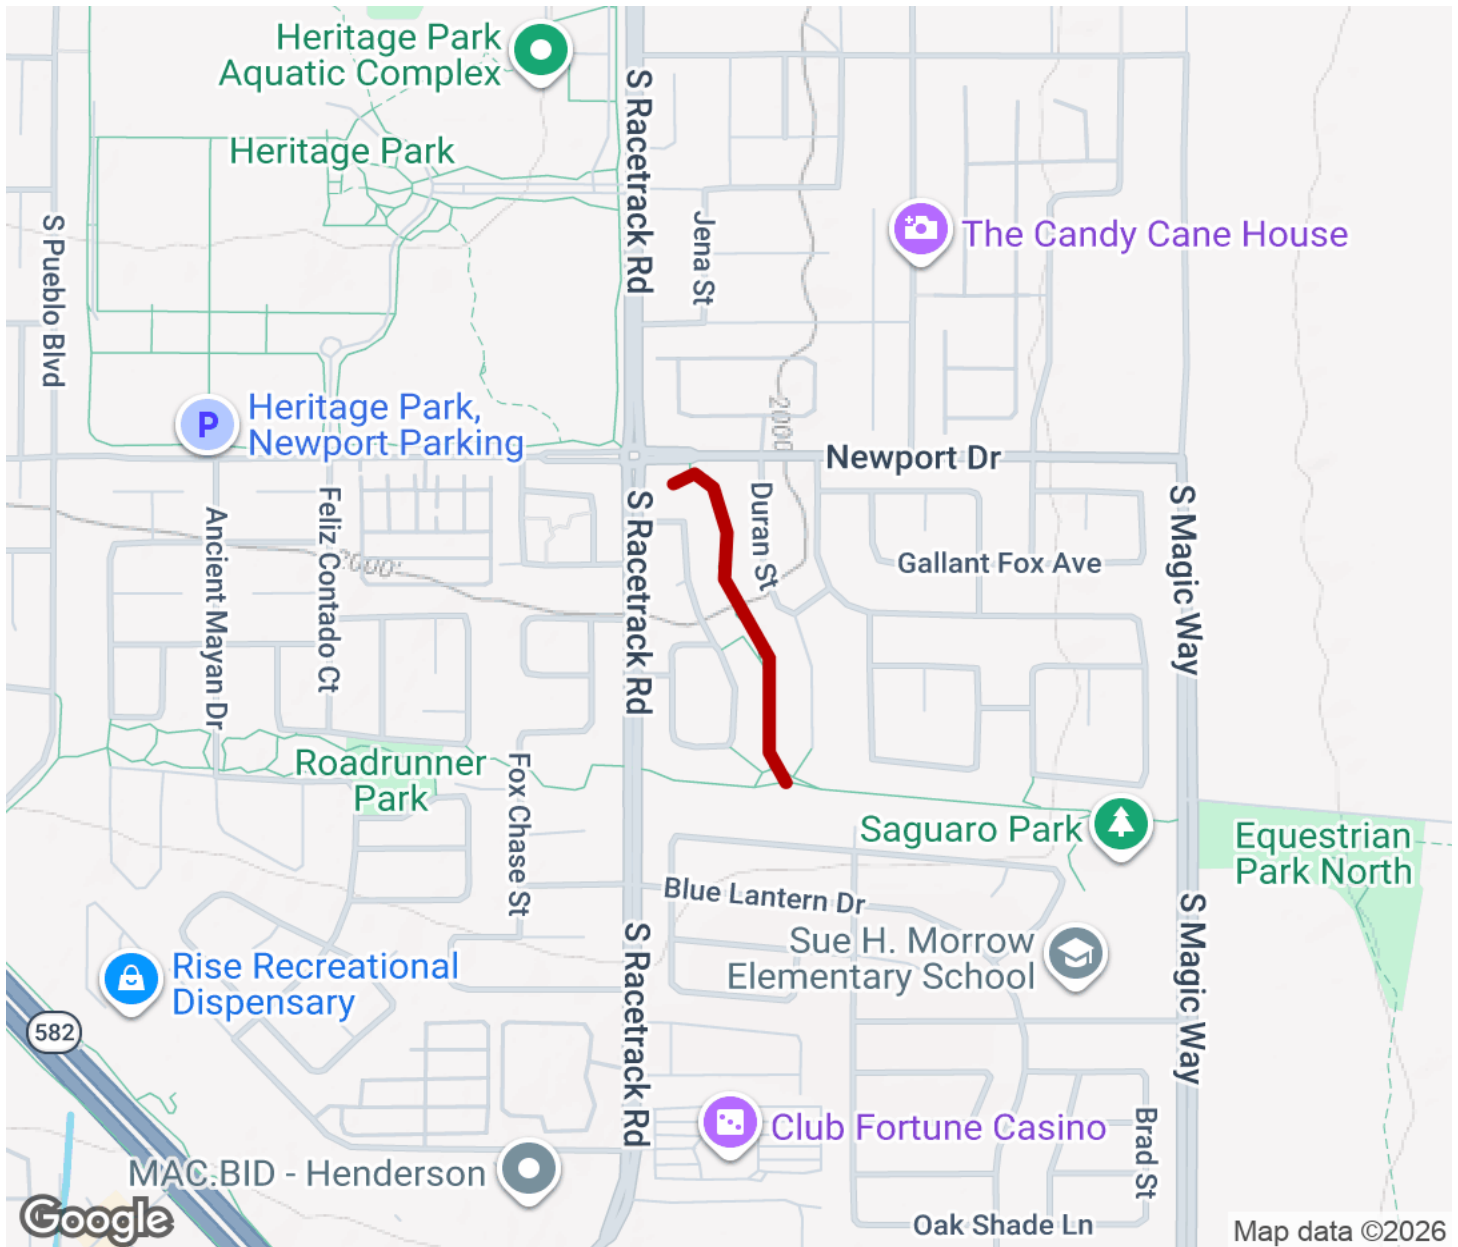 Heritage Park
Aquatic Complex
Heritage Park
S Racetrack Rd
Jena St
The Candy Cane House
S Pueblo Blvd
Heritage Park,
Newport Parking
P
2000
Newport Dr
Feliz Contado Ct
Ancient Mayan Dr
2000'
S Racetrack Rd
Duran St
Gallant Fox Ave
S Magic Way
Roadrunner
Park
Fox Chase St
Saguaro Park
Equestrian
Park North
Blue Lantern Dr
Sue H. Morrow
Elementary School
Rise Recreational
Dispensary
582
S Racetrack Rd
S Magic Way
Club Fortune Casino
Brad St
MAC.BID - Henderson
Oak Shade Ln
Google
Map data ©2026